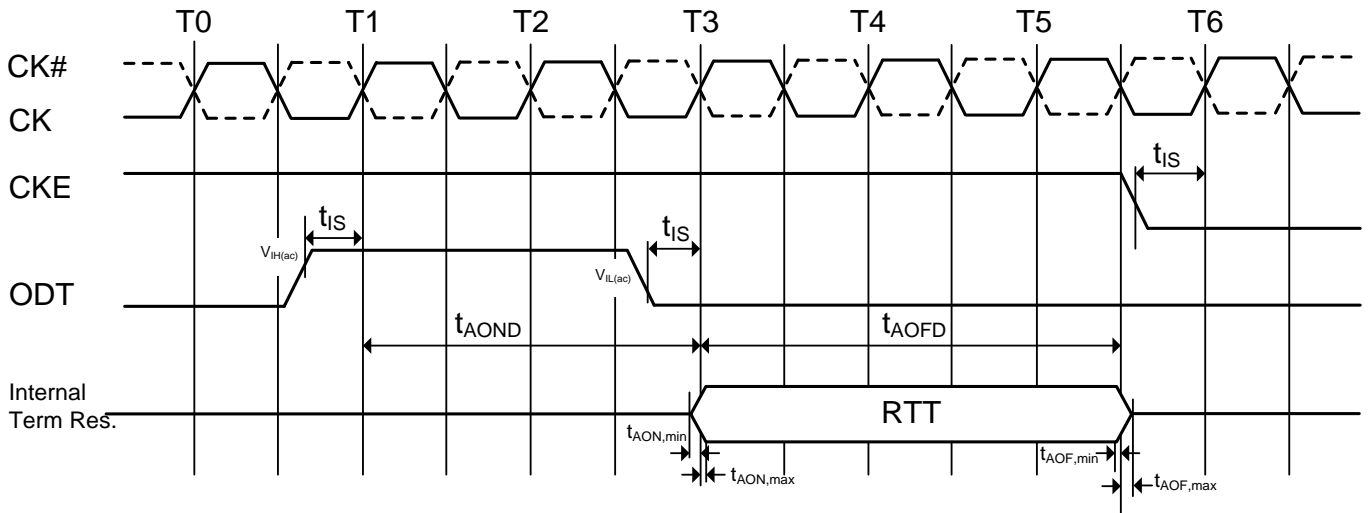 T0 T1 T2 T3 T4 T5 T6
CK#
CK
CKE
tIS
tIS
tIS
VIH(ac)
VIL(ac)
ODT
tAOND
tAOFD
Internal
Term Res.
RTT
tAON,min
tAOF,min
tAON,max
tAOF,max